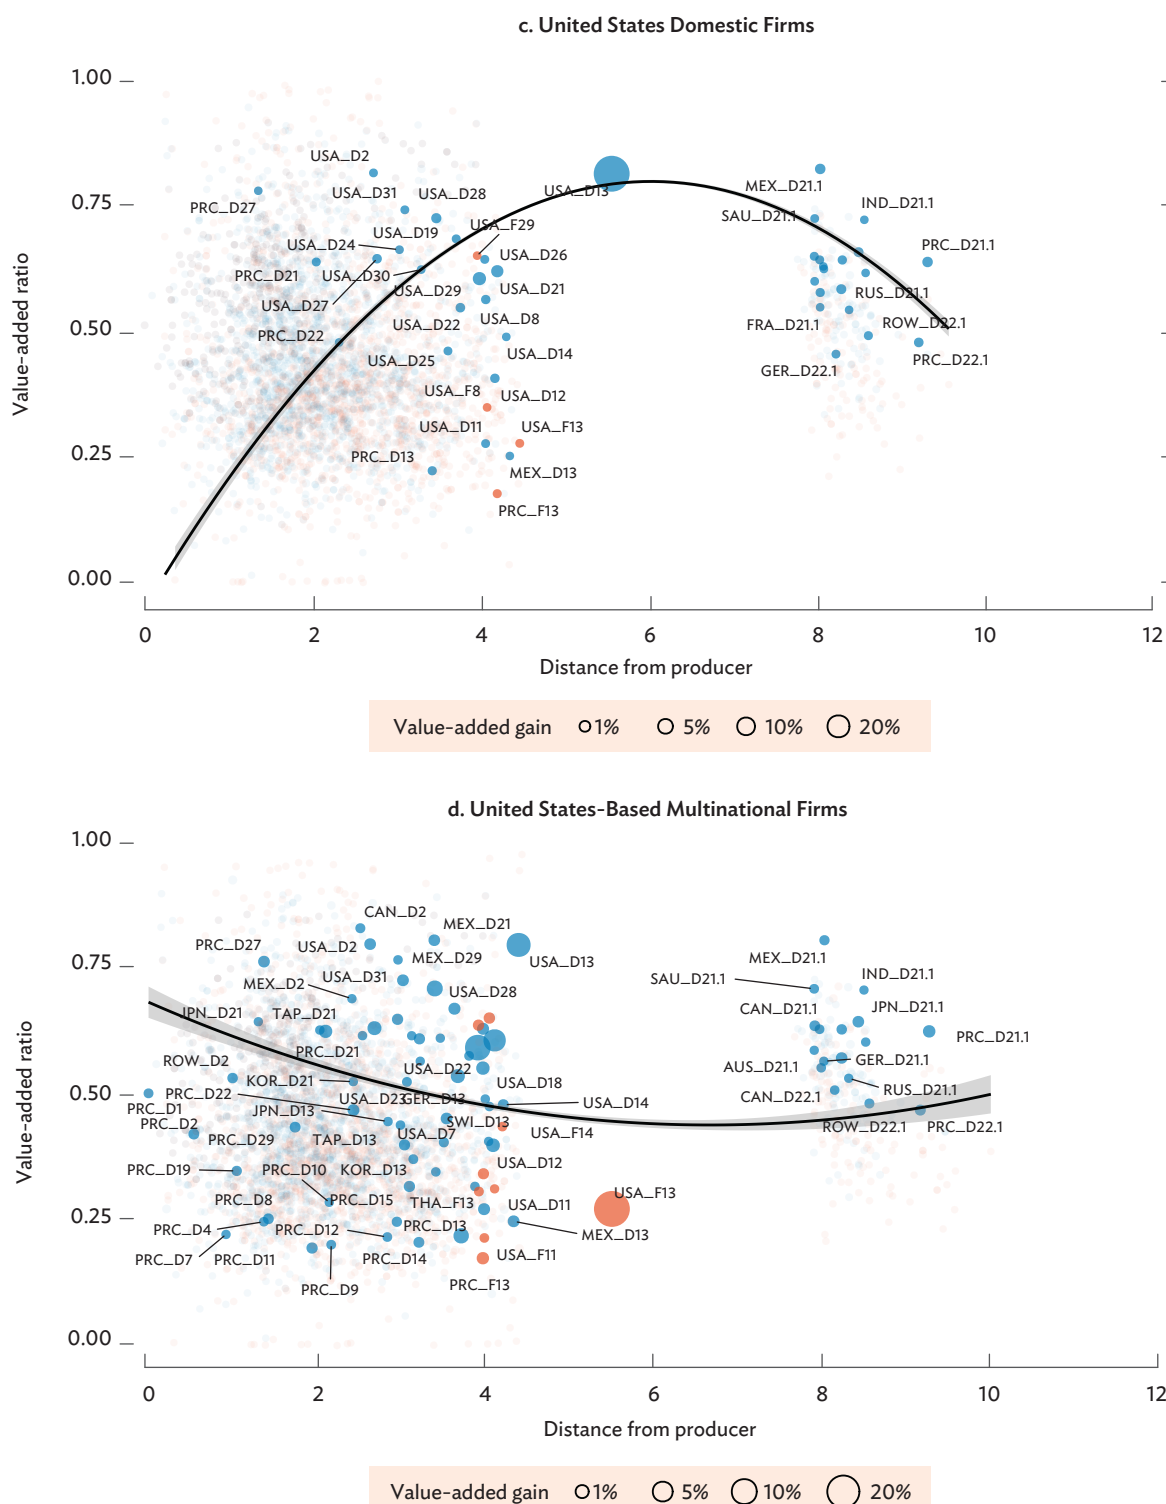 c. United States Domestic Firms
Value-added ratio
1.00
0.75
0.50
0.25
0.00
USA_D2
PRC_D27
USA_D31
USA_D28
USA_D13
USA_F29
USA_D19
USA_D24
USA_D26
PRC_D21
USA_D30
USA_D29
USA_D21
USA_D27
USA_D22
USA_D8
PRC_D22
USA_D25
USA_D14
USA_F8
USA_D12
USA_D11
USA_F13
PRC_D13
MEX_D13
PRC_F13
MEX_D21.1
IND_D21.1
SAU_D21.1
PRC_D21.1
RUS_D21.1
FRA_D21.1
ROW_D22.1
GER_D22.1
PRC_D22.1
0 2 4 6 8 10 12
Distance from producer
Value-added gain 1% 5% 10% 20%
d. United States-Based Multinational Firms
Value-added ratio
1.00
0.75
0.50
0.25
0.00
CAN_D2
MEX_D21
PRC_D27
USA_D2
MEX_D29
USA_D13
MEX_D2
USA_D31
USA_D28
JPN_D21
TAP_D21
PRC_D21
ROW_D2
KOR_D21
USA_D22
USA_D18
PRC_D22
USA_D23
GER_D13
USA_D14
PRC_D1
JPN_D13
SWI_D13
PRC_D2
PRC_D29
TAP_D13
USA_D7
USA_F14
PRC_D19
PRC_D10
KOR_D13
USA_D12
PRC_D8
PRC_D15
THA_F13
USA_D11
USA_F13
PRC_D4
PRC_D12
PRC_D13
MEX_D13
PRC_D7
PRC_D11
PRC_D14
USA_F11
PRC_D9
PRC_F13
MEX_D21.1
SAU_D21.1
IND_D21.1
CAN_D21.1
JPN_D21.1
PRC_D21.1
AUS_D21.1
GER_D21.1
CAN_D22.1
RUS_D21.1
ROW_D22.1
PRC_D22.1
0 2 4 6 8 10 12
Distance from producer
Value-added gain 1% 5% 10% 20%